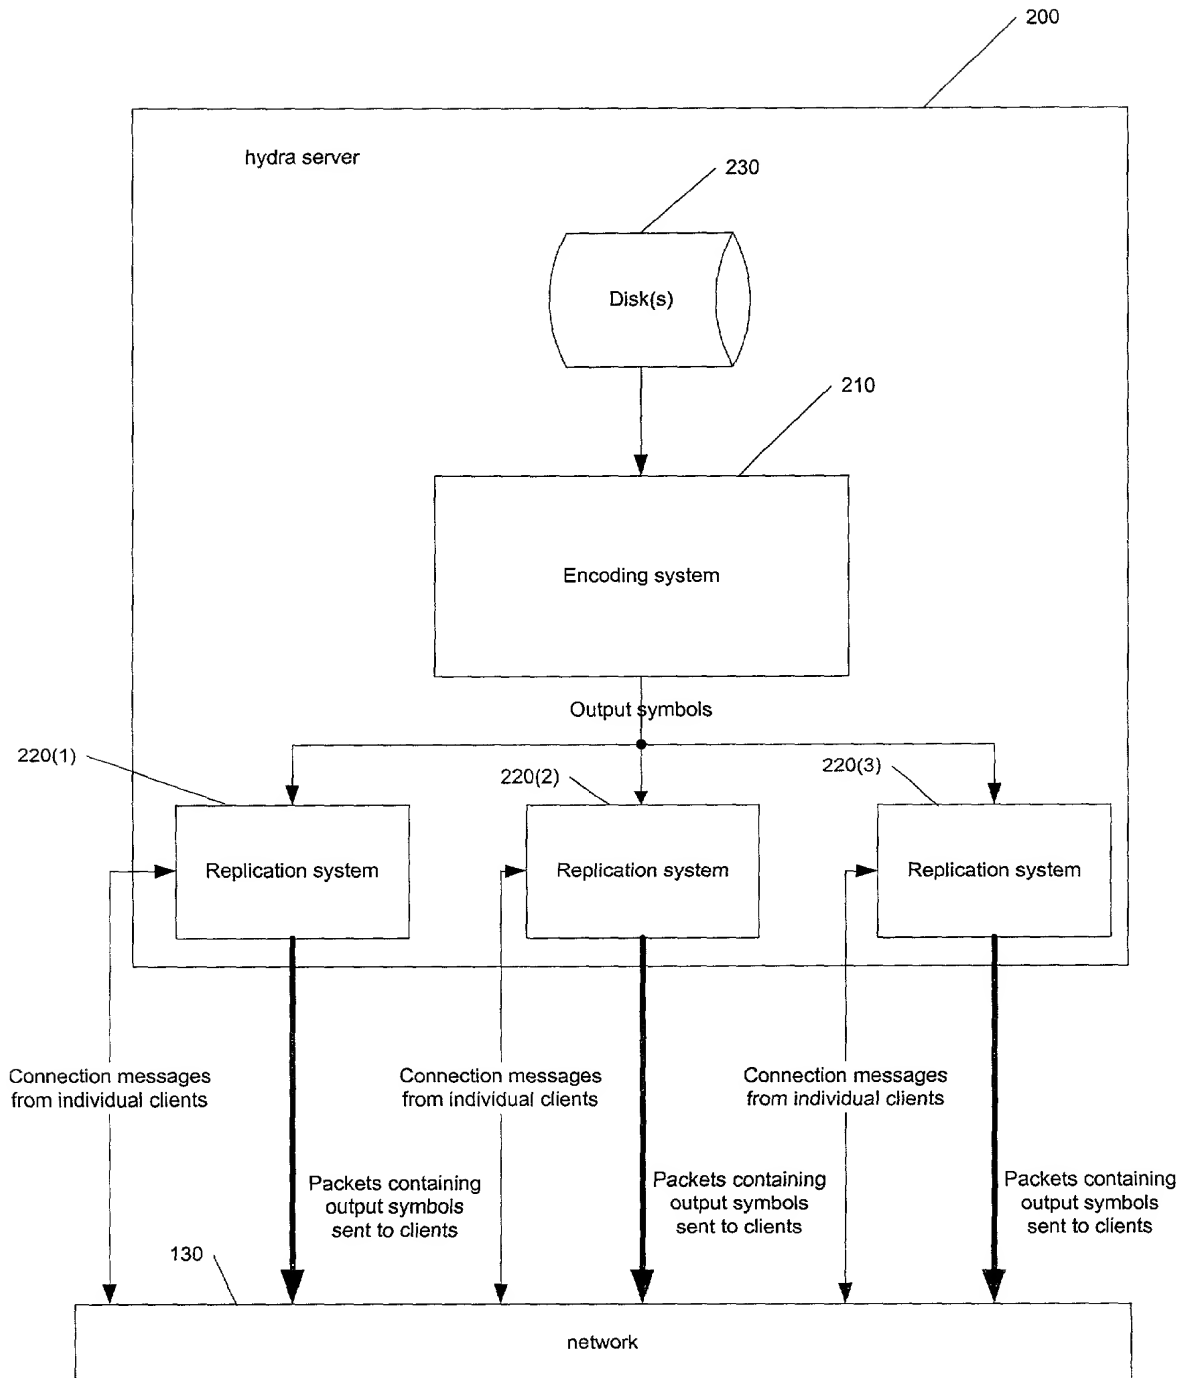 200
hydra server
230
Disk(s)
210
Encoding system
Output symbols
220(1)
220(2)
220(3)
Replication system
Replication system
Replication system
Connection messages
from individual clients
Connection messages
from individual clients
Connection messages
from individual clients
Packets containing
output symbols
sent to clients
Packets containing
output symbols
sent to clients
Packets containing
output symbols
sent to clients
130
network